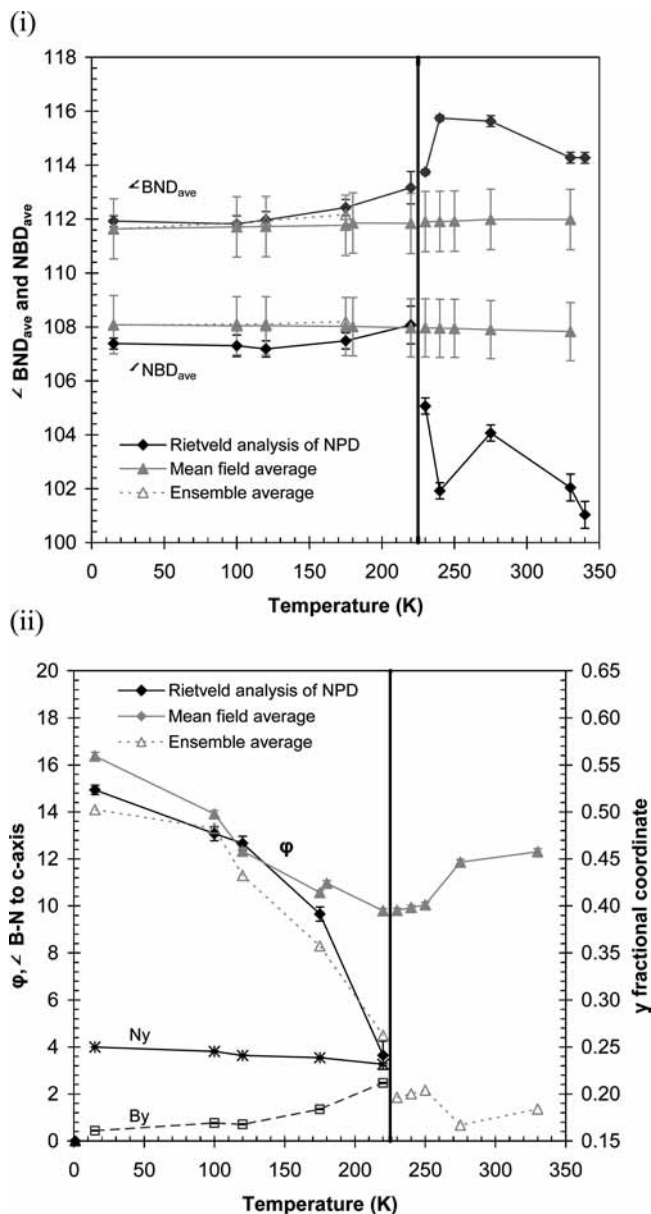 (i)
118
116
114
112
110
108
106
104
102
100
∠ BND_ave and NBD_ave
∠BND_ave
∠NBD_ave
Rietveld analysis of NPD
Mean field average
Ensemble average
0 50 100 150 200 250 300 350
Temperature (K)
(ii)
20
18
16
14
12
10
8
6
4
2
0
φ,∠ B-N to c-axis
Rietveld analysis of NPD
Mean field average
Ensemble average
φ
Ny
By
0.65
0.60
0.55
0.50
0.45
0.40
0.35
0.30
0.25
0.20
0.15
y fractional coordinate
0 50 100 150 200 250 300 350
Temperature (K)